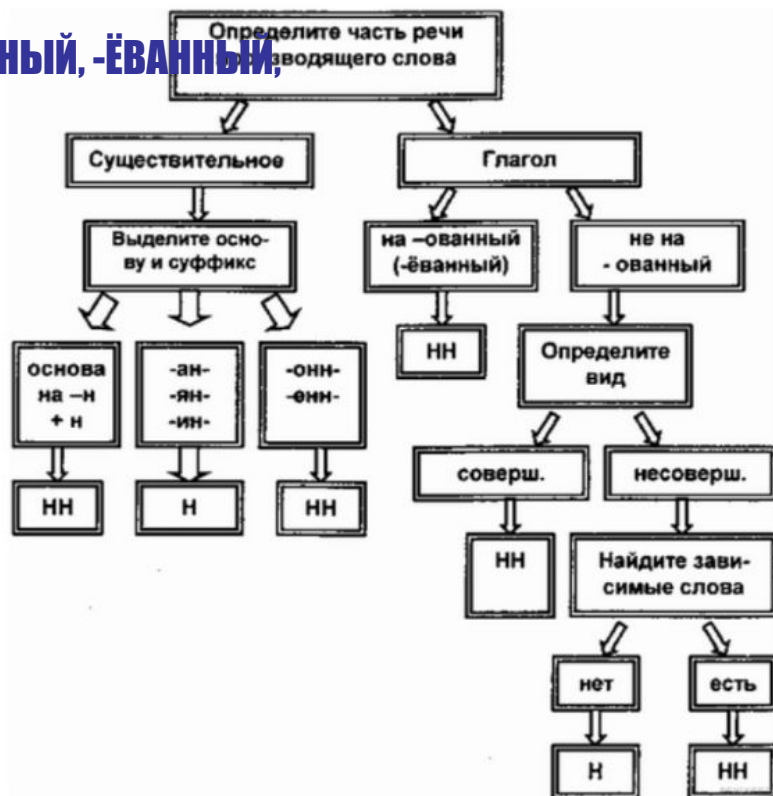 НЫЙ, -ЁВАННЫЙ,
Определите часть речи
производящего слова
Существительное
Глагол
Выделите осно-
ву и суффикс
на –ованный
(-ёванный)
не на
- ованный
основа
на –н
+ н
-ан-
-ян-
-ин-
-онн-
-енн-
НН
Определите
вид
НН
Н
НН
соверш.
несоверш.
НН
Найдите зави-
симые слова
нет
есть
Н
НН